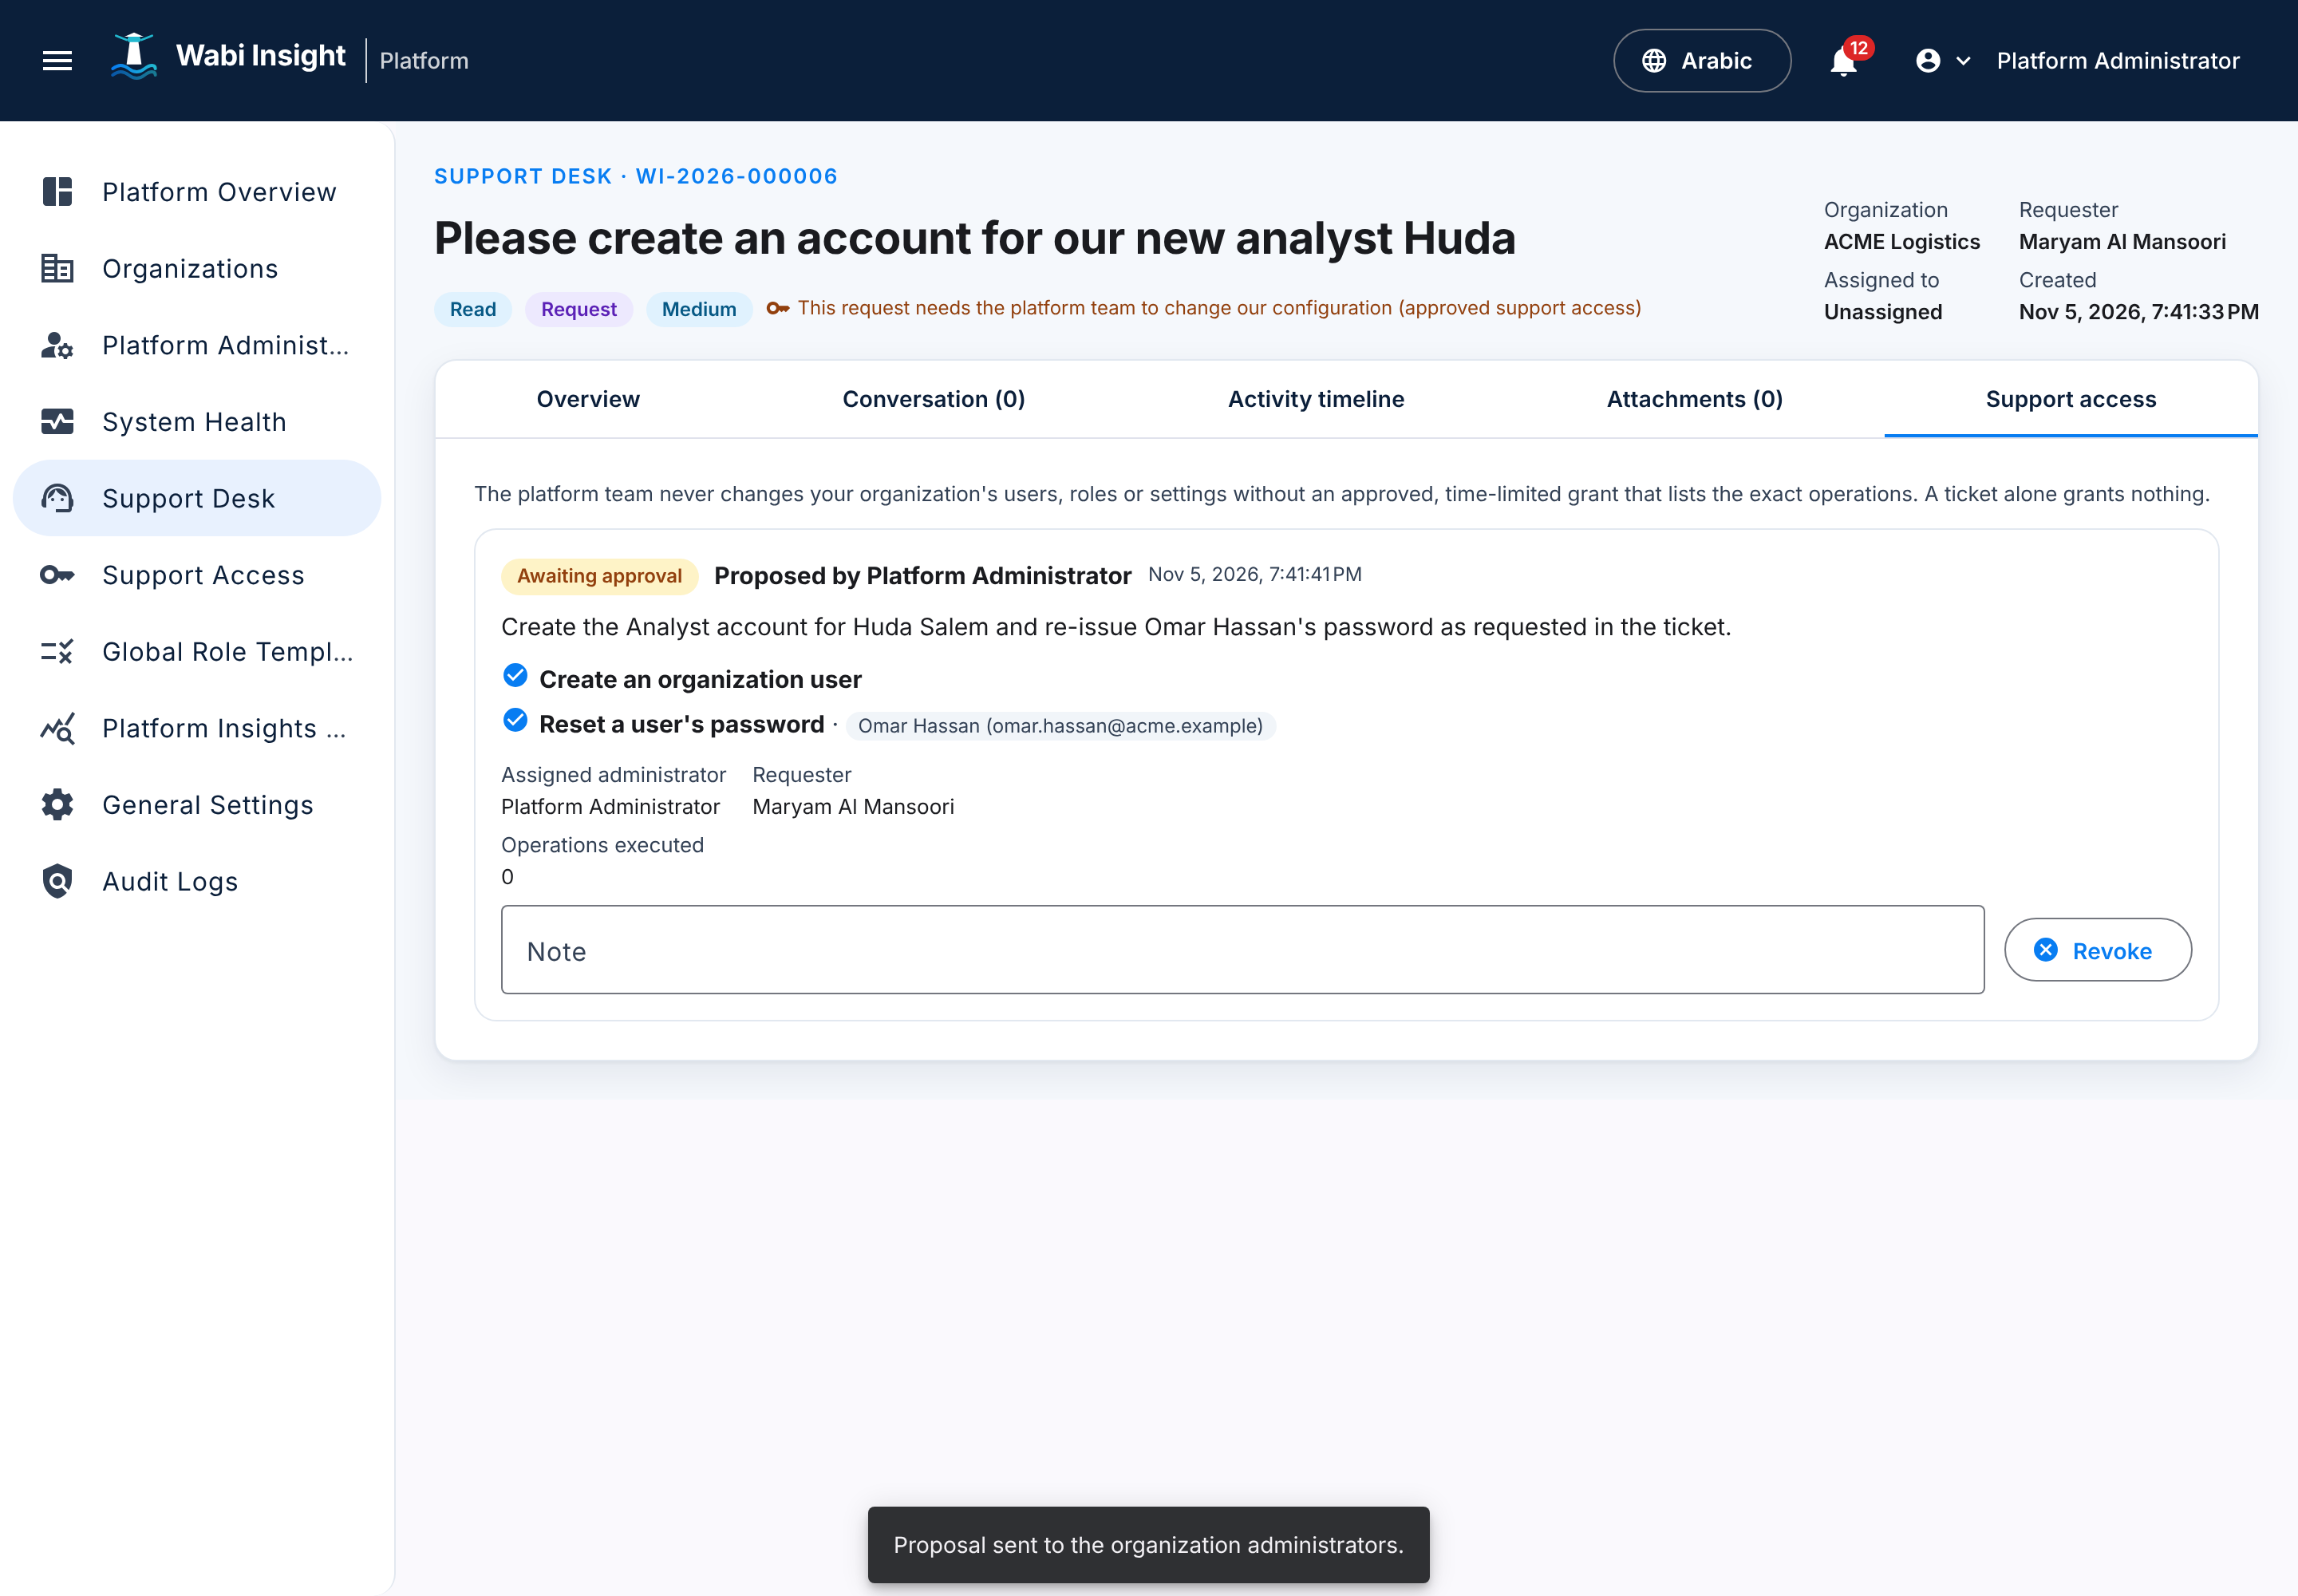 Wabi Insight | Platform
Arabic
12
Platform Administrator
Platform Overview
Organizations
Platform Administ...
System Health
Support Desk
Support Access
Global Role Templ...
Platform Insights ...
General Settings
Audit Logs
SUPPORT DESK · WI-2026-000006
Please create an account for our new analyst Huda
Read
Request
Medium
This request needs the platform team to change our configuration (approved support access)
Organization
ACME Logistics
Requester
Maryam Al Mansoori
Assigned to
Unassigned
Created
Nov 5, 2026, 7:41:33 PM
Overview
Conversation (0)
Activity timeline
Attachments (0)
Support access
The platform team never changes your organization's users, roles or settings without an approved, time-limited grant that lists the exact operations. A ticket alone grants nothing.
Awaiting approval
Proposed by Platform Administrator
Nov 5, 2026, 7:41:41 PM
Create the Analyst account for Huda Salem and re-issue Omar Hassan's password as requested in the ticket.
Create an organization user
Reset a user's password · Omar Hassan (omar.hassan@acme.example)
Assigned administrator
Platform Administrator
Requester
Maryam Al Mansoori
Operations executed
0
Note
Revoke
Proposal sent to the organization administrators.